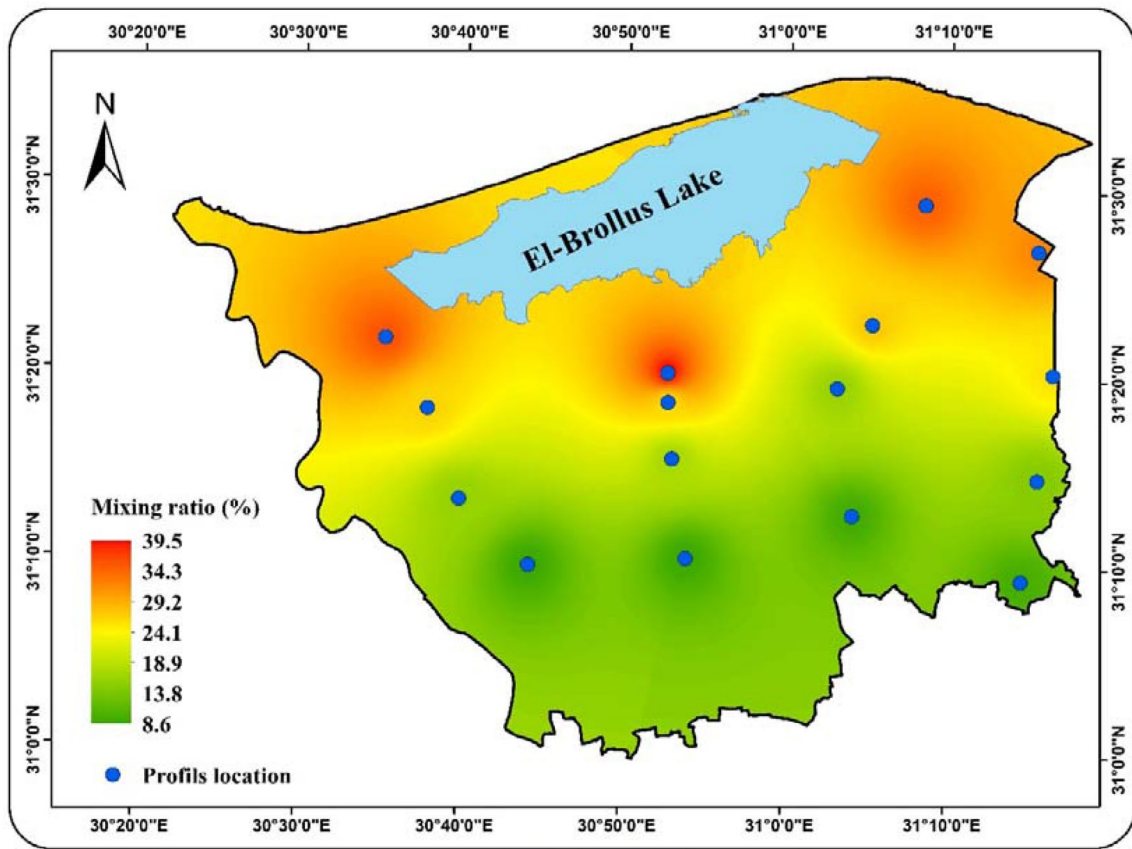 30°20'0"E 30°30'0"E 30°40'0"E 30°50'0"E 31°0'0"E 31°10'0"E
N
El-Brollus Lake
31°30'0"N
31°20'0"N
31°10'0"N
31°0'0"N
31°30'0"N
31°20'0"N
31°10'0"N
31°0'0"N
Mixing ratio (%)
39.5
34.3
29.2
24.1
18.9
13.8
8.6
Profils location
30°20'0"E 30°30'0"E 30°40'0"E 30°50'0"E 31°0'0"E 31°10'0"E